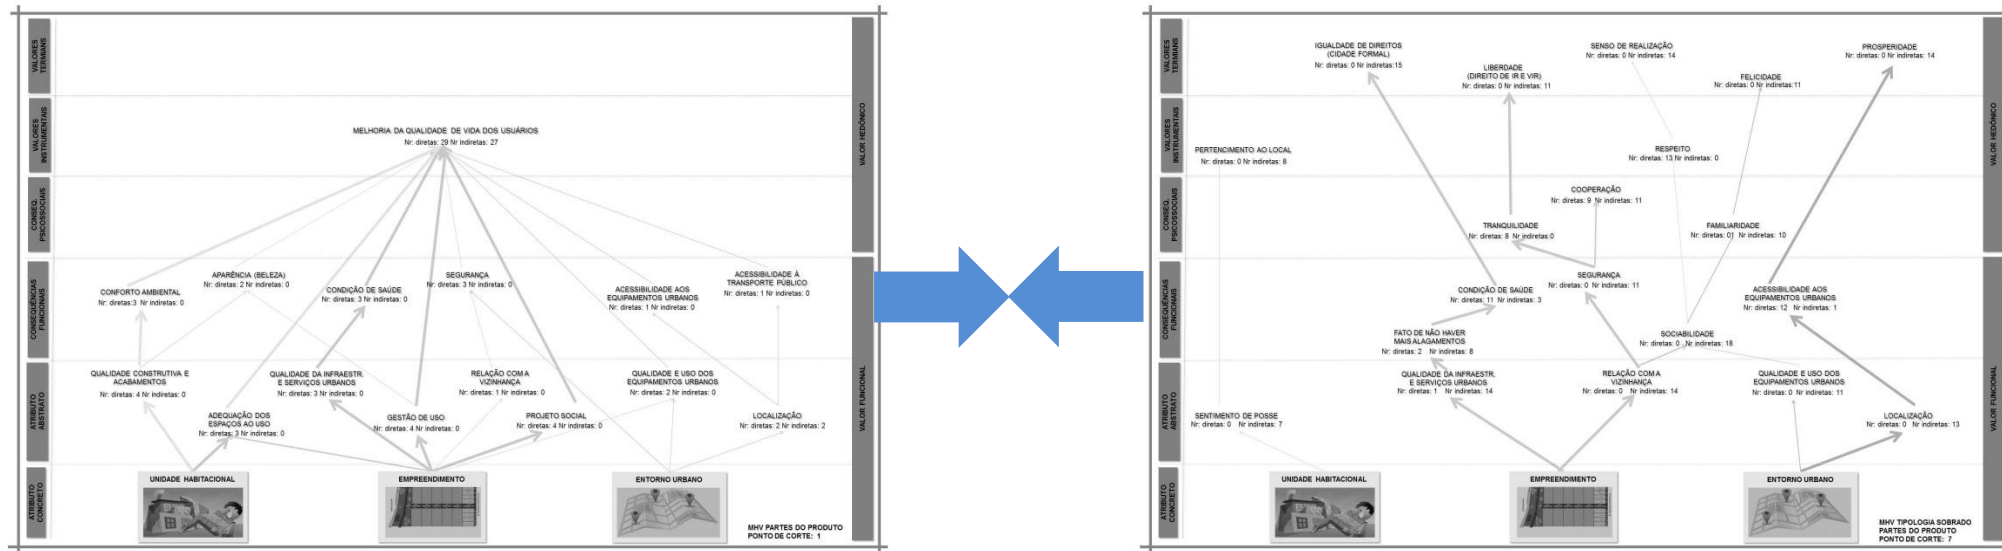 VALORES
TERMIANS
VALORES
INSTRUMENTAIS
CONSEQ.
PSICOSSOCIAIS
CONSEQUÊNCIAS
FUNCIONAIS
ATRIBUTO
ABSTRATO
ATRIBUTO
CONCRETO
MELHORIA DA QUALIDADE DE VIDA DOS USUÁRIOS
Nr: diretas: 29 Nr indiretas: 27
CONFORTO AMBIENTAL
Nr: diretas:3 Nr indiretas: 0
APARÊNCIA (BELEZA)
Nr: diretas: 2 Nr indiretas: 0
CONDIÇÃO DE SAÚDE
Nr: diretas: 3 Nr indiretas: 0
SEGURANÇA
Nr: diretas: 3 Nr indiretas: 0
ACESSIBILIDADE AOS
EQUIPAMENTOS URBANOS
Nr: diretas: 1 Nr indiretas: 0
ACESSIBILIDADE À
TRANSPORTE PÚBLICO
Nr: diretas: 1 Nr indiretas: 0
QUALIDADE CONSTRUTIVA E
ACABAMENTOS
Nr: diretas: 4 Nr indiretas: 0
ADEQUAÇÃO DOS
ESPAÇOS AO USO
Nr: diretas: 3 Nr indiretas: 0
QUALIDADE DA INFRAESTR.
E SERVIÇOS URBANOS
Nr: diretas: 3 Nr indiretas: 0
GESTÃO DE USO
Nr: diretas: 4 Nr indiretas: 0
RELAÇÃO COM A
VIZINHANÇA
Nr: diretas: 1 Nr indiretas: 0
PROJETO SOCIAL
Nr: diretas: 4 Nr indiretas: 0
QUALIDADE E USO DOS
EQUIPAMENTOS URBANOS
Nr: diretas: 2 Nr indiretas: 0
LOCALIZAÇÃO
Nr: diretas: 2 Nr indiretas: 2
UNIDADE HABITACIONAL
EMPREENDIMENTO
ENTORNO URBANO
MHV PARTES DO PRODUTO
PONTO DE CORTE: 1
VALOR HEDÔNICO
VALOR FUNCIONAL
VALORES
TERMIANS
VALORES
INSTRUMENTAIS
CONSEQ.
PSICOSSOCIAIS
CONSEQUÊNCIAS
FUNCIONAIS
ATRIBUTO
ABSTRATO
ATRIBUTO
CONCRETO
IGUALDADE DE DIREITOS
(CIDADE FORMAL)
Nr: diretas: 0 Nr indiretas:15
LIBERDADE
(DIREITO DE IR E VIR)
Nr: diretas: 0 Nr indiretas: 11
SENSO DE REALIZAÇÃO
Nr: diretas: 0 Nr indiretas: 14
FELICIDADE
Nr: diretas: 0 Nr indiretas:11
PROSPERIDADE
Nr: diretas: 0 Nr indiretas: 14
PERTENCIMENTO AO LOCAL
Nr: diretas: 0 Nr indiretas: 8
RESPEITO
Nr: diretas: 13 Nr indiretas: 0
COOPERAÇÃO
Nr: diretas: 9 Nr indiretas: 11
TRANQUILIDADE
Nr: diretas: 8 Nr indiretas:0
FAMILIARIDADE
Nr: diretas: 01 Nr indiretas: 10
CONDIÇÃO DE SAÚDE
Nr: diretas: 11 Nr indiretas: 3
SEGURANÇA
Nr: diretas: 0 Nr indiretas: 11
ACESSIBILIDADE AOS
EQUIPAMENTOS URBANOS
Nr: diretas: 12 Nr indiretas: 1
FATO DE NÃO HAVER
MAIS ALAGAMENTOS
Nr: diretas: 2 Nr indiretas: 8
SOCIABILIDADE
Nr: diretas: 0 Nr indiretas: 18
QUALIDADE DA INFRAESTR.
E SERVIÇOS URBANOS
Nr: diretas: 1 Nr indiretas: 14
RELAÇÃO COM A
VIZINHANÇA
Nr: diretas: 0 Nr indiretas: 14
QUALIDADE E USO DOS
EQUIPAMENTOS URBANOS
Nr: diretas: 0 Nr indiretas: 11
SENTIMENTO DE POSSE
Nr: diretas: 0 Nr indiretas: 7
LOCALIZAÇÃO
Nr: diretas: 0 Nr indiretas: 13
UNIDADE HABITACIONAL
EMPREENDIMENTO
ENTORNO URBANO
MHV TIPOLOGIA SOBRADO
PARTES DO PRODUTO
PONTO DE CORTE: 7
VALOR HEDÔNICO
VALOR FUNCIONAL